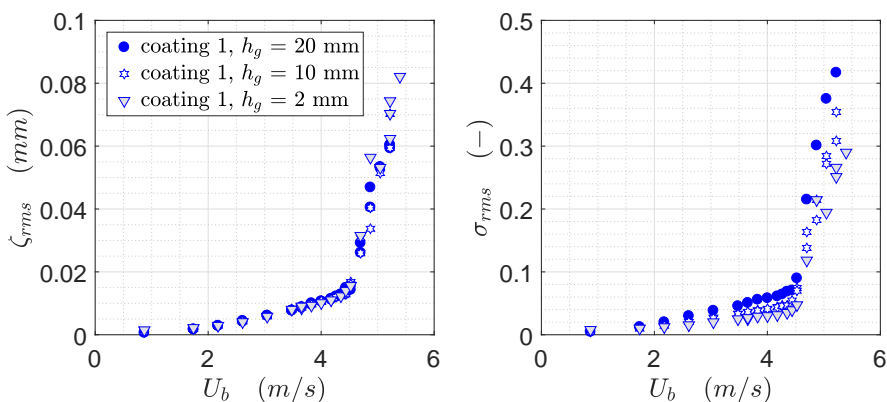 0.1
0.08
0.06
0.04
0.02
0
0 2 4 6
ζ_rms (mm)
U_b (m/s)
coating 1, h_g = 20 mm
coating 1, h_g = 10 mm
coating 1, h_g = 2 mm
0.5
0.4
0.3
0.2
0.1
0
0 2 4 6
σ_rms (−)
U_b (m/s)